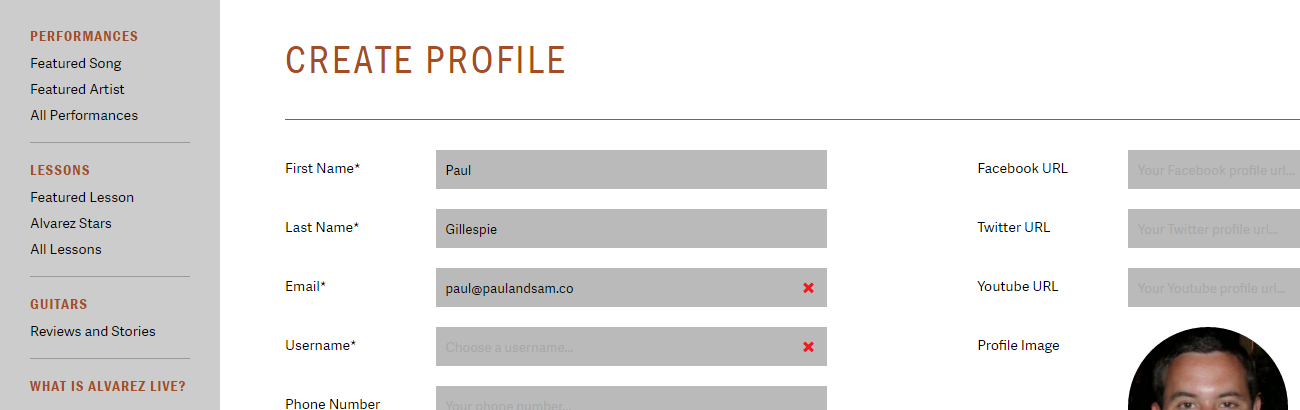 PERFORMANCES
Featured Song
Featured Artist
All Performances
LESSONS
Featured Lesson
Alvarez Stars
All Lessons
GUITARS
Reviews and Stories
WHAT IS ALVAREZ LIVE?
CREATE PROFILE
First Name* Paul
Last Name* Gillespie
Email* paul@paulandsam.co
Username* Choose a username...
Phone Number Your phone number...
Facebook URL Your Facebook profile url...
Twitter URL Your Twitter profile url...
Youtube URL Your Youtube profile url...
Profile Image